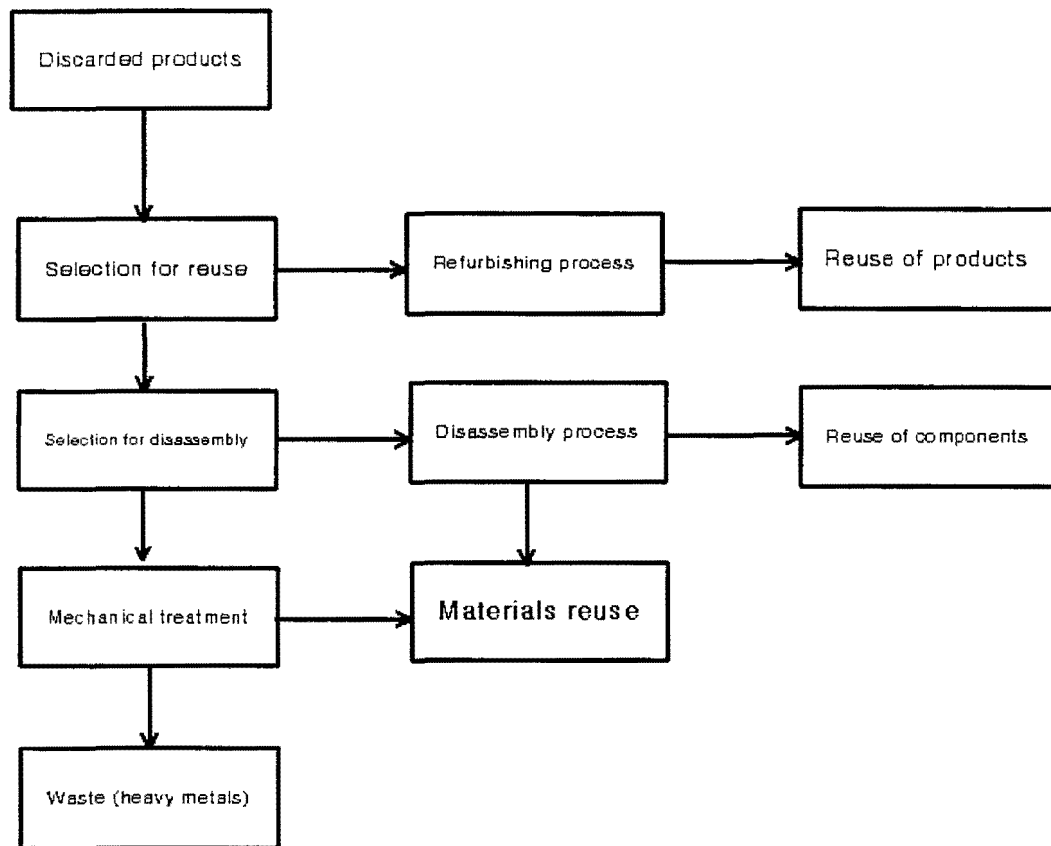 Discarded products
Selection for reuse
Refurbishing process
Reuse of products
Selection for disassembly
Disassembly process
Reuse of components
Mechanical treatment
Materials reuse
Waste (heavy metals)